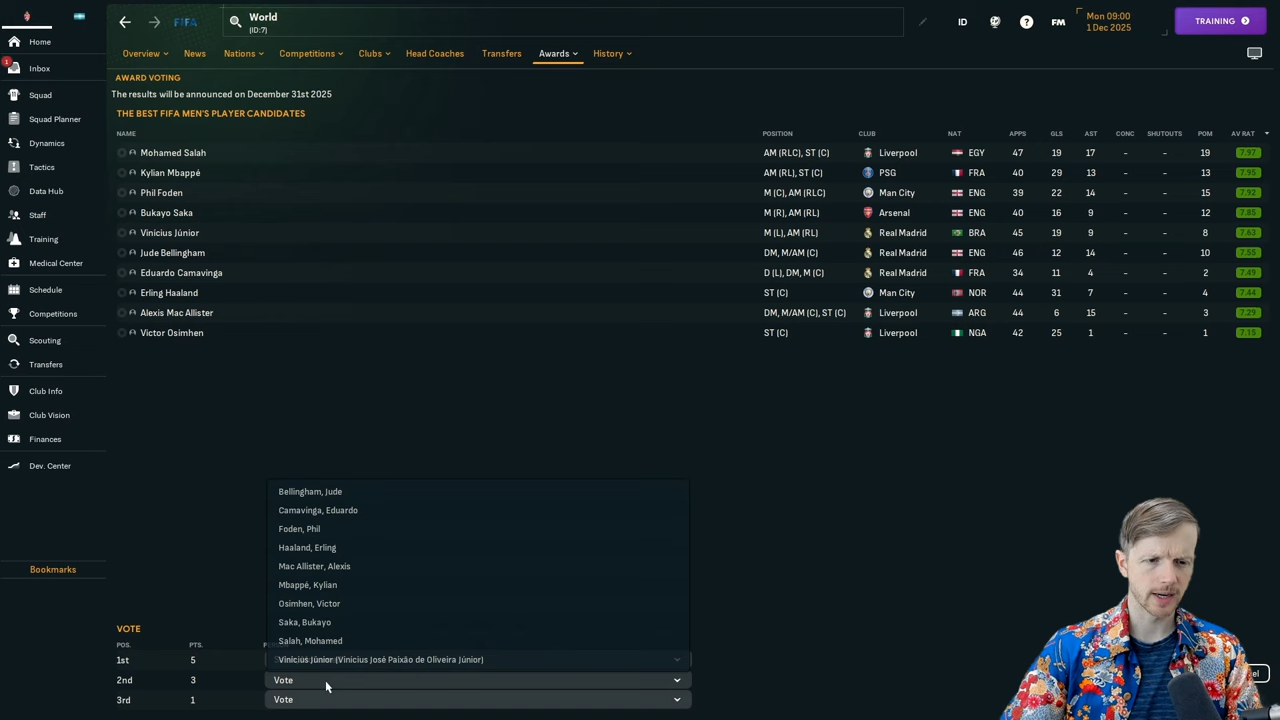 World
(ID:7)
FIFA
ID
FM
Mon 09:00
1 Dec 2025
TRAINING
Overview
News
Nations
Competitions
Clubs
Head Coaches
Transfers
Awards
History
Home
1
Inbox
Squad
Squad Planner
Dynamics
Tactics
Data Hub
Staff
Training
Medical Center
Schedule
Competitions
Scouting
Transfers
Club Info
Club Vision
Finances
Dev. Center
Bookmarks
AWARD VOTING
The results will be announced on December 31st 2025
THE BEST FIFA MEN'S PLAYER CANDIDATES
NAME POSITION CLUB NAT APPS GLS AST CONC SHUTOUTS POM AV RAT
Mohamed Salah AM (RLC), ST (C) Liverpool EGY 47 19 17 - - 19 7.97
Kylian Mbappé AM (RL), ST (C) PSG FRA 40 29 13 - - 13 7.95
Phil Foden M (C), AM (RLC) Man City ENG 39 22 14 - - 15 7.92
Bukayo Saka M (R), AM (RL) Arsenal ENG 40 16 9 - - 12 7.85
Vinícius Júnior M (L), AM (RL) Real Madrid BRA 45 19 9 - - 8 7.63
Jude Bellingham DM, M/AM (C) Real Madrid ENG 46 12 14 - - 10 7.55
Eduardo Camavinga D (L), DM, M (C) Real Madrid FRA 34 11 4 - - 2 7.49
Erling Haaland ST (C) Man City NOR 44 31 7 - - 4 7.44
Alexis Mac Allister DM, M/AM (C), ST (C) Liverpool ARG 44 6 15 - - 3 7.29
Victor Osimhen ST (C) Liverpool NGA 42 25 1 - - 1 7.15
Bellingham, Jude
Camavinga, Eduardo
Foden, Phil
Haaland, Erling
Mac Allister, Alexis
Mbappé, Kylian
Osimhen, Victor
Saka, Bukayo
Salah, Mohamed
Vinícius Júnior (Vinícius José Paixão de Oliveira Júnior)
VOTE
POS. PTS.
1st 5
2nd 3 Vote
3rd 1 Vote